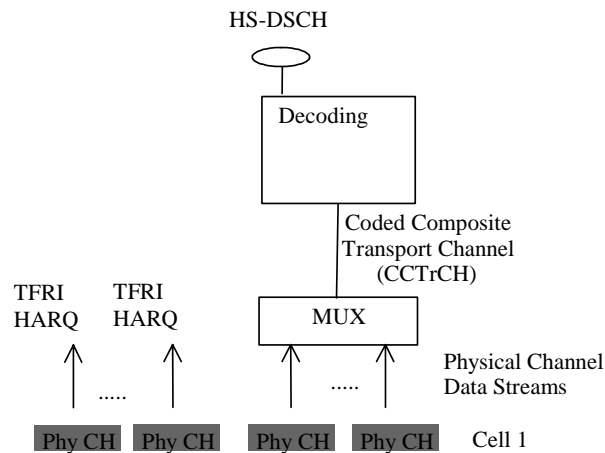 HS-DSCH
Decoding
Coded Composite
Transport Channel
(CCTrCH)
TFRI
HARQ
TFRI
HARQ
MUX
Physical Channel
Data Streams
.....
.....
Phy CH
Phy CH
Phy CH
Phy CH
Cell 1